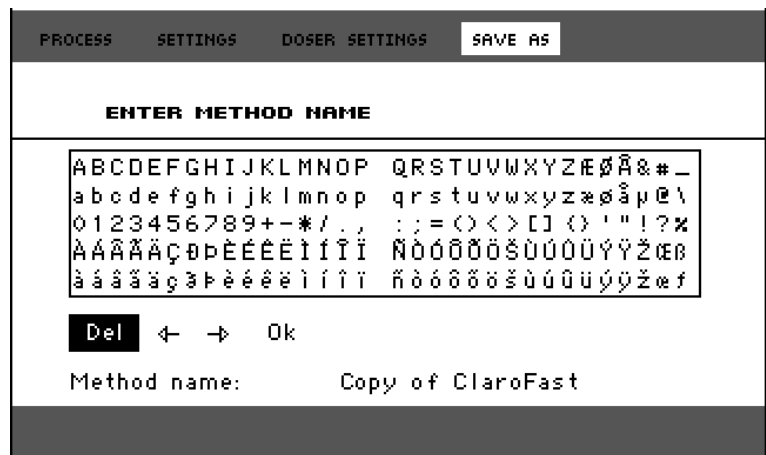 PROCESS SETTINGS DOSER SETTINGS SAVE AS
ENTER METHOD NAME
ABCDEFGHIJKLMNOP QRSTUVWXYZÆØÅ&#_
abcdefghijklmnop qrstuvwxyzæøåµ@\
0123456789+-*/., :;=()<>[]{}'"!?%
ÀÁÂÃÄÇÐÞÈÉÊËÌÍÎÏ ÑÒÓÔÕÖŠÙÚÛÜÝŸŽŒß
àáâãäçðþèéêëìíîï ñòóôõöšùúûüýÿžœƒ
Del ← → Ok
Method name: Copy of ClaroFast